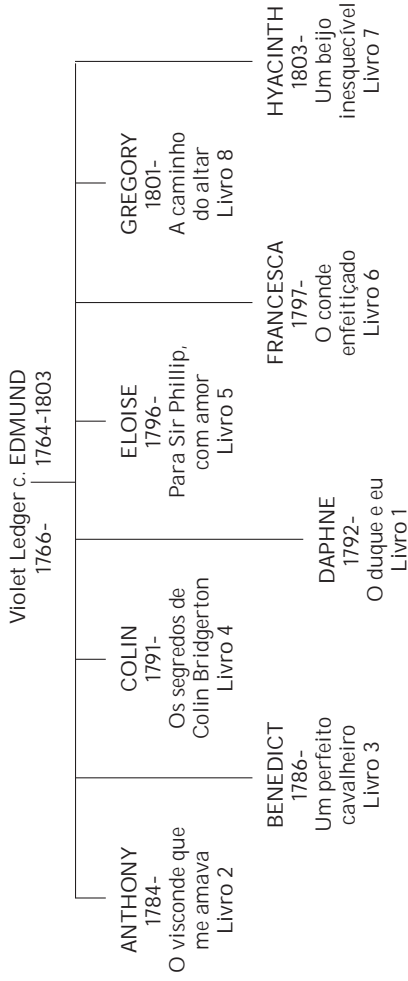 Violet Ledger c. EDMUND
1766- 1764-1803
ANTHONY
1784-
O visconde que
me amava
Livro 2
BENEDICT
1786-
Um perfeito
cavalheiro
Livro 3
COLIN
1791-
Os segredos de
Colin Bridgerton
Livro 4
DAPHNE
1792-
O duque e eu
Livro 1
ELOISE
1796-
Para Sir Phillip,
com amor
Livro 5
FRANCESCA
1797-
O conde
enfeitiçado
Livro 6
GREGORY
1801-
A caminho
do altar
Livro 8
HYACINTH
1803-
Um beijo
inesquecível
Livro 7